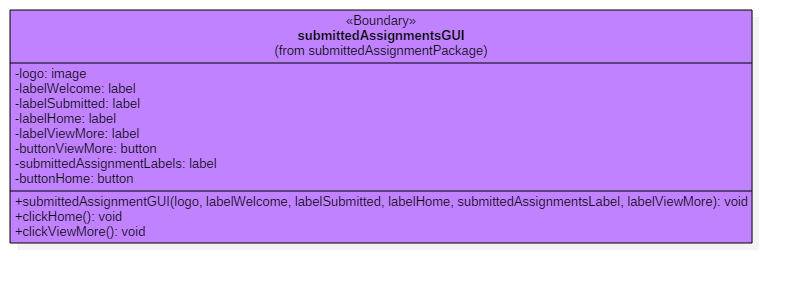 «Boundary»
submittedAssignmentsGUI
(from submittedAssignmentPackage)
-logo: image
-labelWelcome: label
-labelSubmitted: label
-labelHome: label
-labelViewMore: label
-buttonViewMore: button
-submittedAssignmentLabels: label
-buttonHome: button
+submittedAssignmentGUI(logo, labelWelcome, labelSubmitted, labelHome, submittedAssignmentsLabel, labelViewMore): void
+clickHome(): void
+clickViewMore(): void